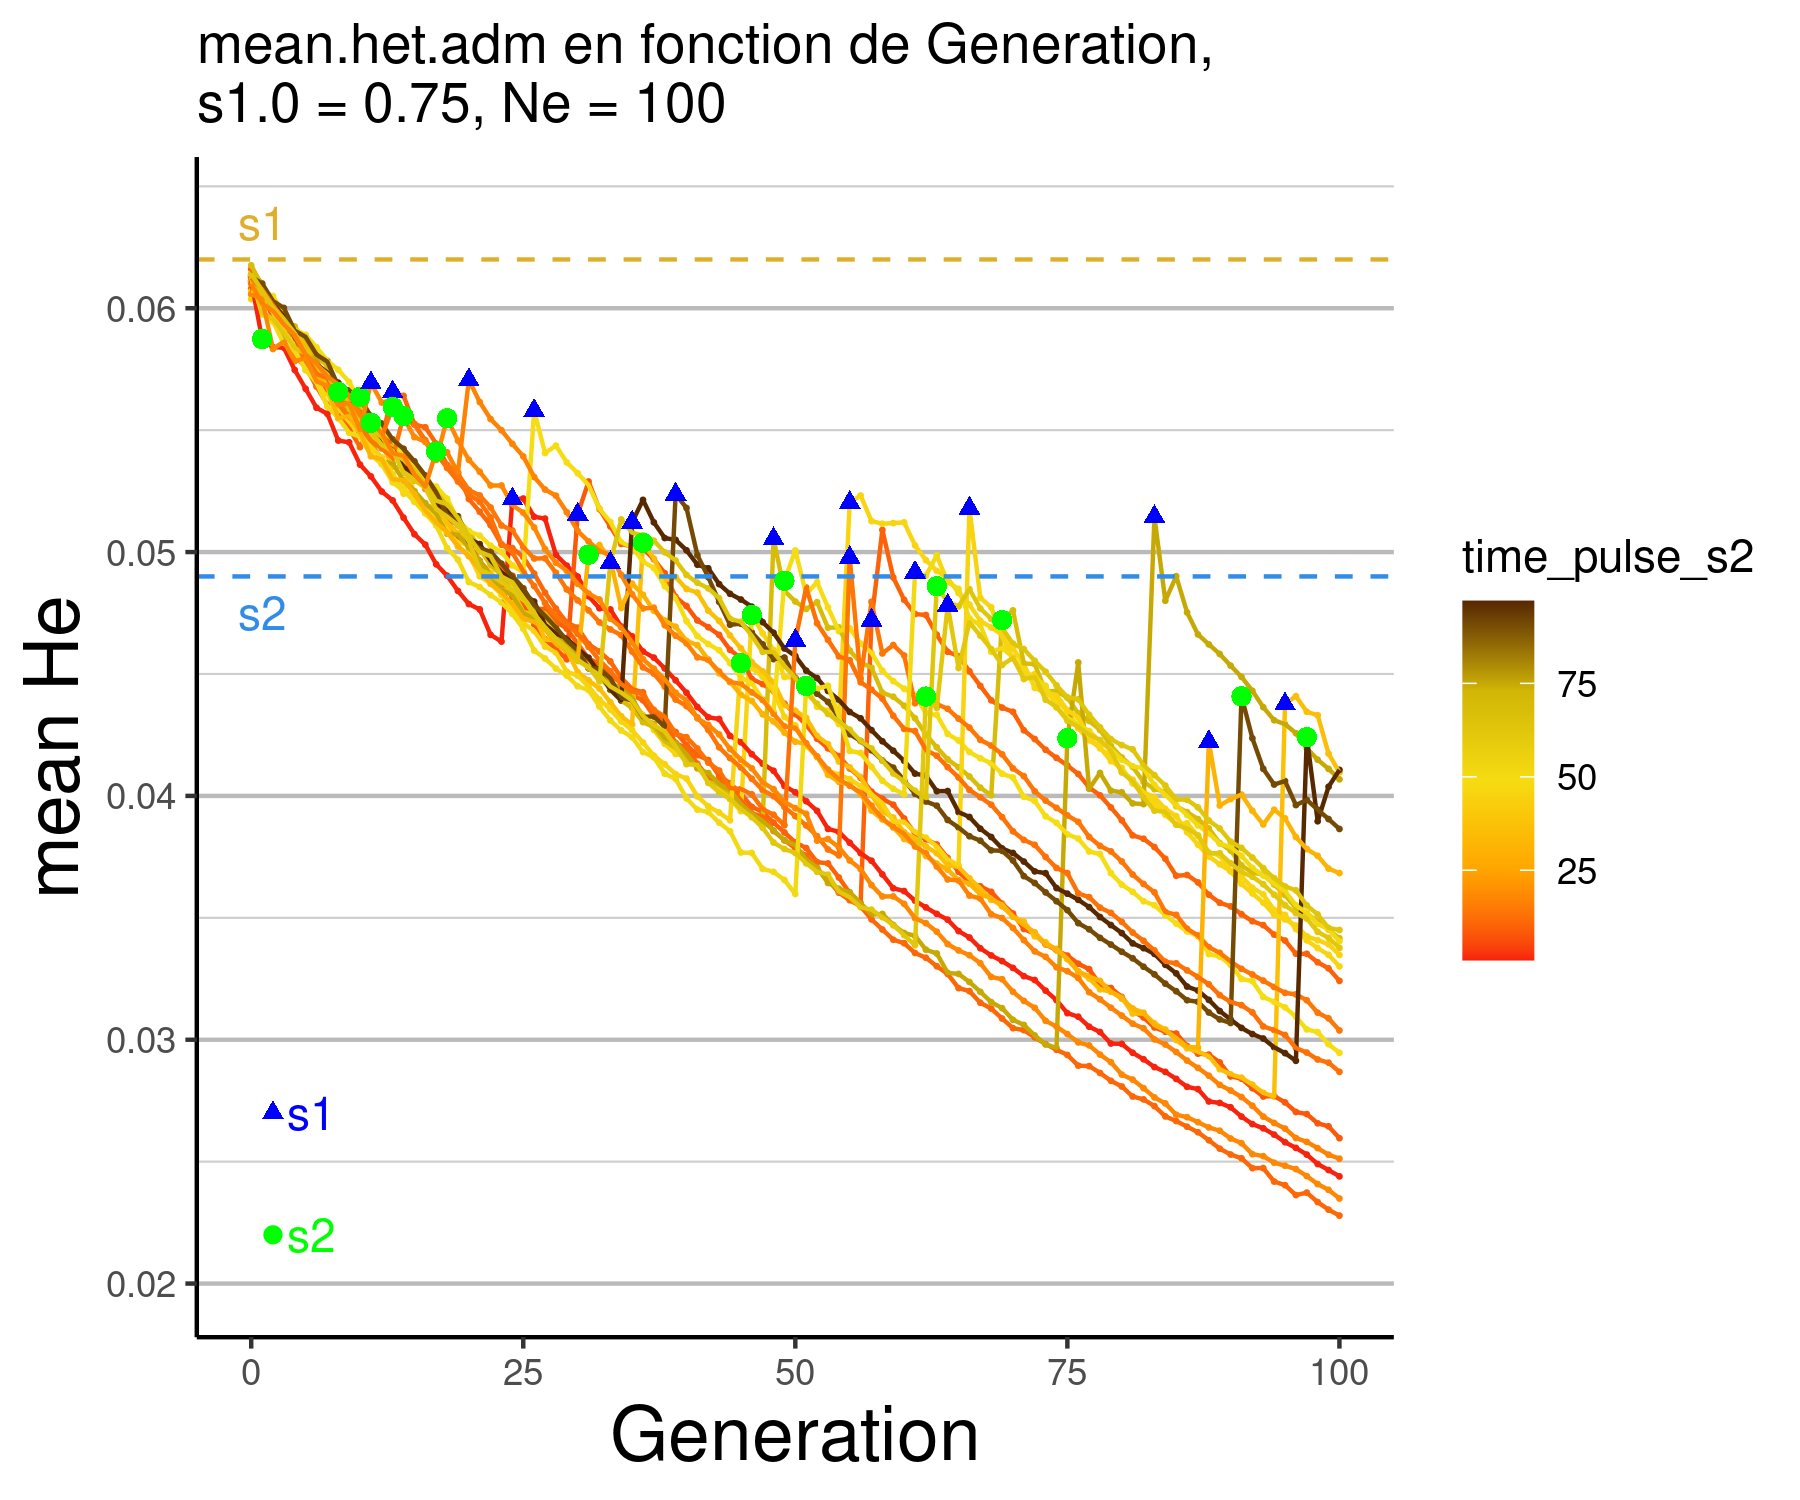 mean.het.adm en fonction de Generation,
s1.0 = 0.75, Ne = 100
s1
0.06
0.05
s2
0.04
0.03
0.02
mean He
s1
s2
0
25
50
75
100
Generation
time_pulse_s2
75
50
25